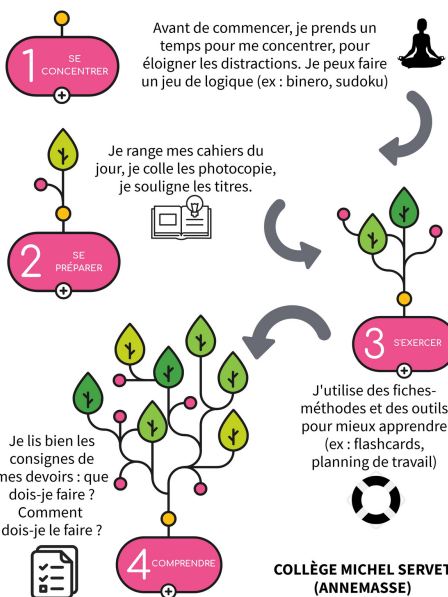 Avant de commencer, je prends un
temps pour me concentrer, pour
éloigner les distractions. Je peux faire
un jeu de logique (ex : binero, sudoku)
1 SE
CONCENTRER
Je range mes cahiers du
jour, je colle les photocopie,
je souligne les titres.
2 SE
PRÉPARER
3 S'EXERCER
J'utilise des fiches-
méthodes et des outils
pour mieux apprendre
(ex : flashcards,
planning de travail)
Je lis bien les
consignes de
mes devoirs : que
dois-je faire ?
Comment
dois-je le faire ?
4 COMPRENDRE
COLLÈGE MICHEL SERVET
(ANNEMASSE)